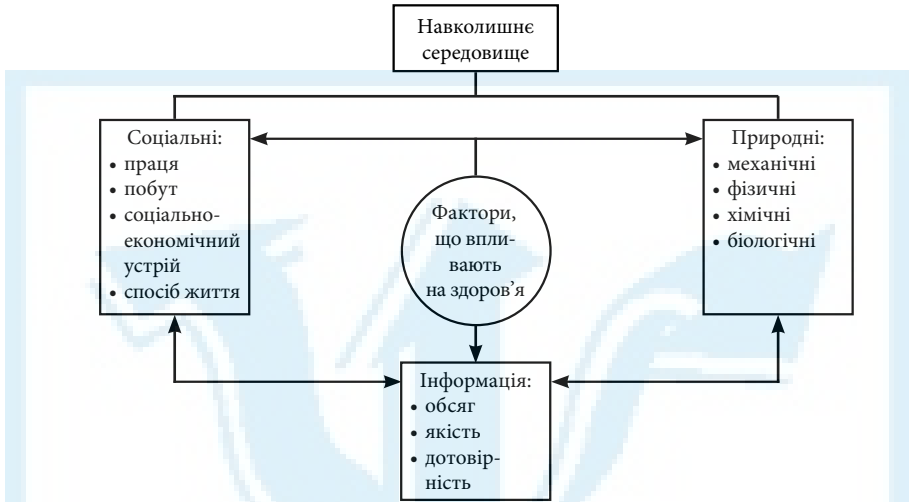 Навколишнє
середовище
Соціальні:
• праця
• побут
• соціально-
економічний
устрій
• спосіб життя
Фактори,
що впли-
вають
на здоров’я
Природні:
• механічні
• фізичні
• хімічні
• біологічні
Інформація:
• обсяг
• якість
• дотовір-
ність